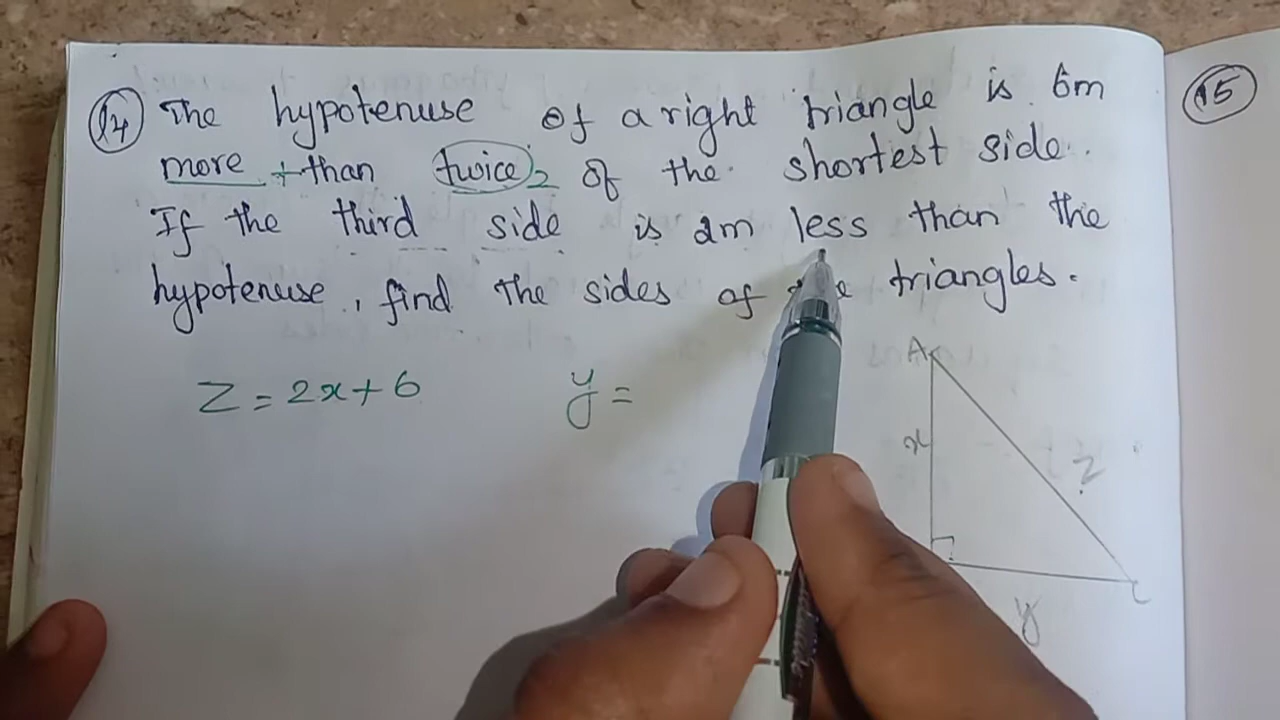 14 The hypotenuse of a right triangle is 6m
more + than twice 2 of the shortest side.
If the third side is 2m less than the
hypotenuse, find the sides of triangles.
Z = 2x + 6 y =
A
x
z
C
y
15